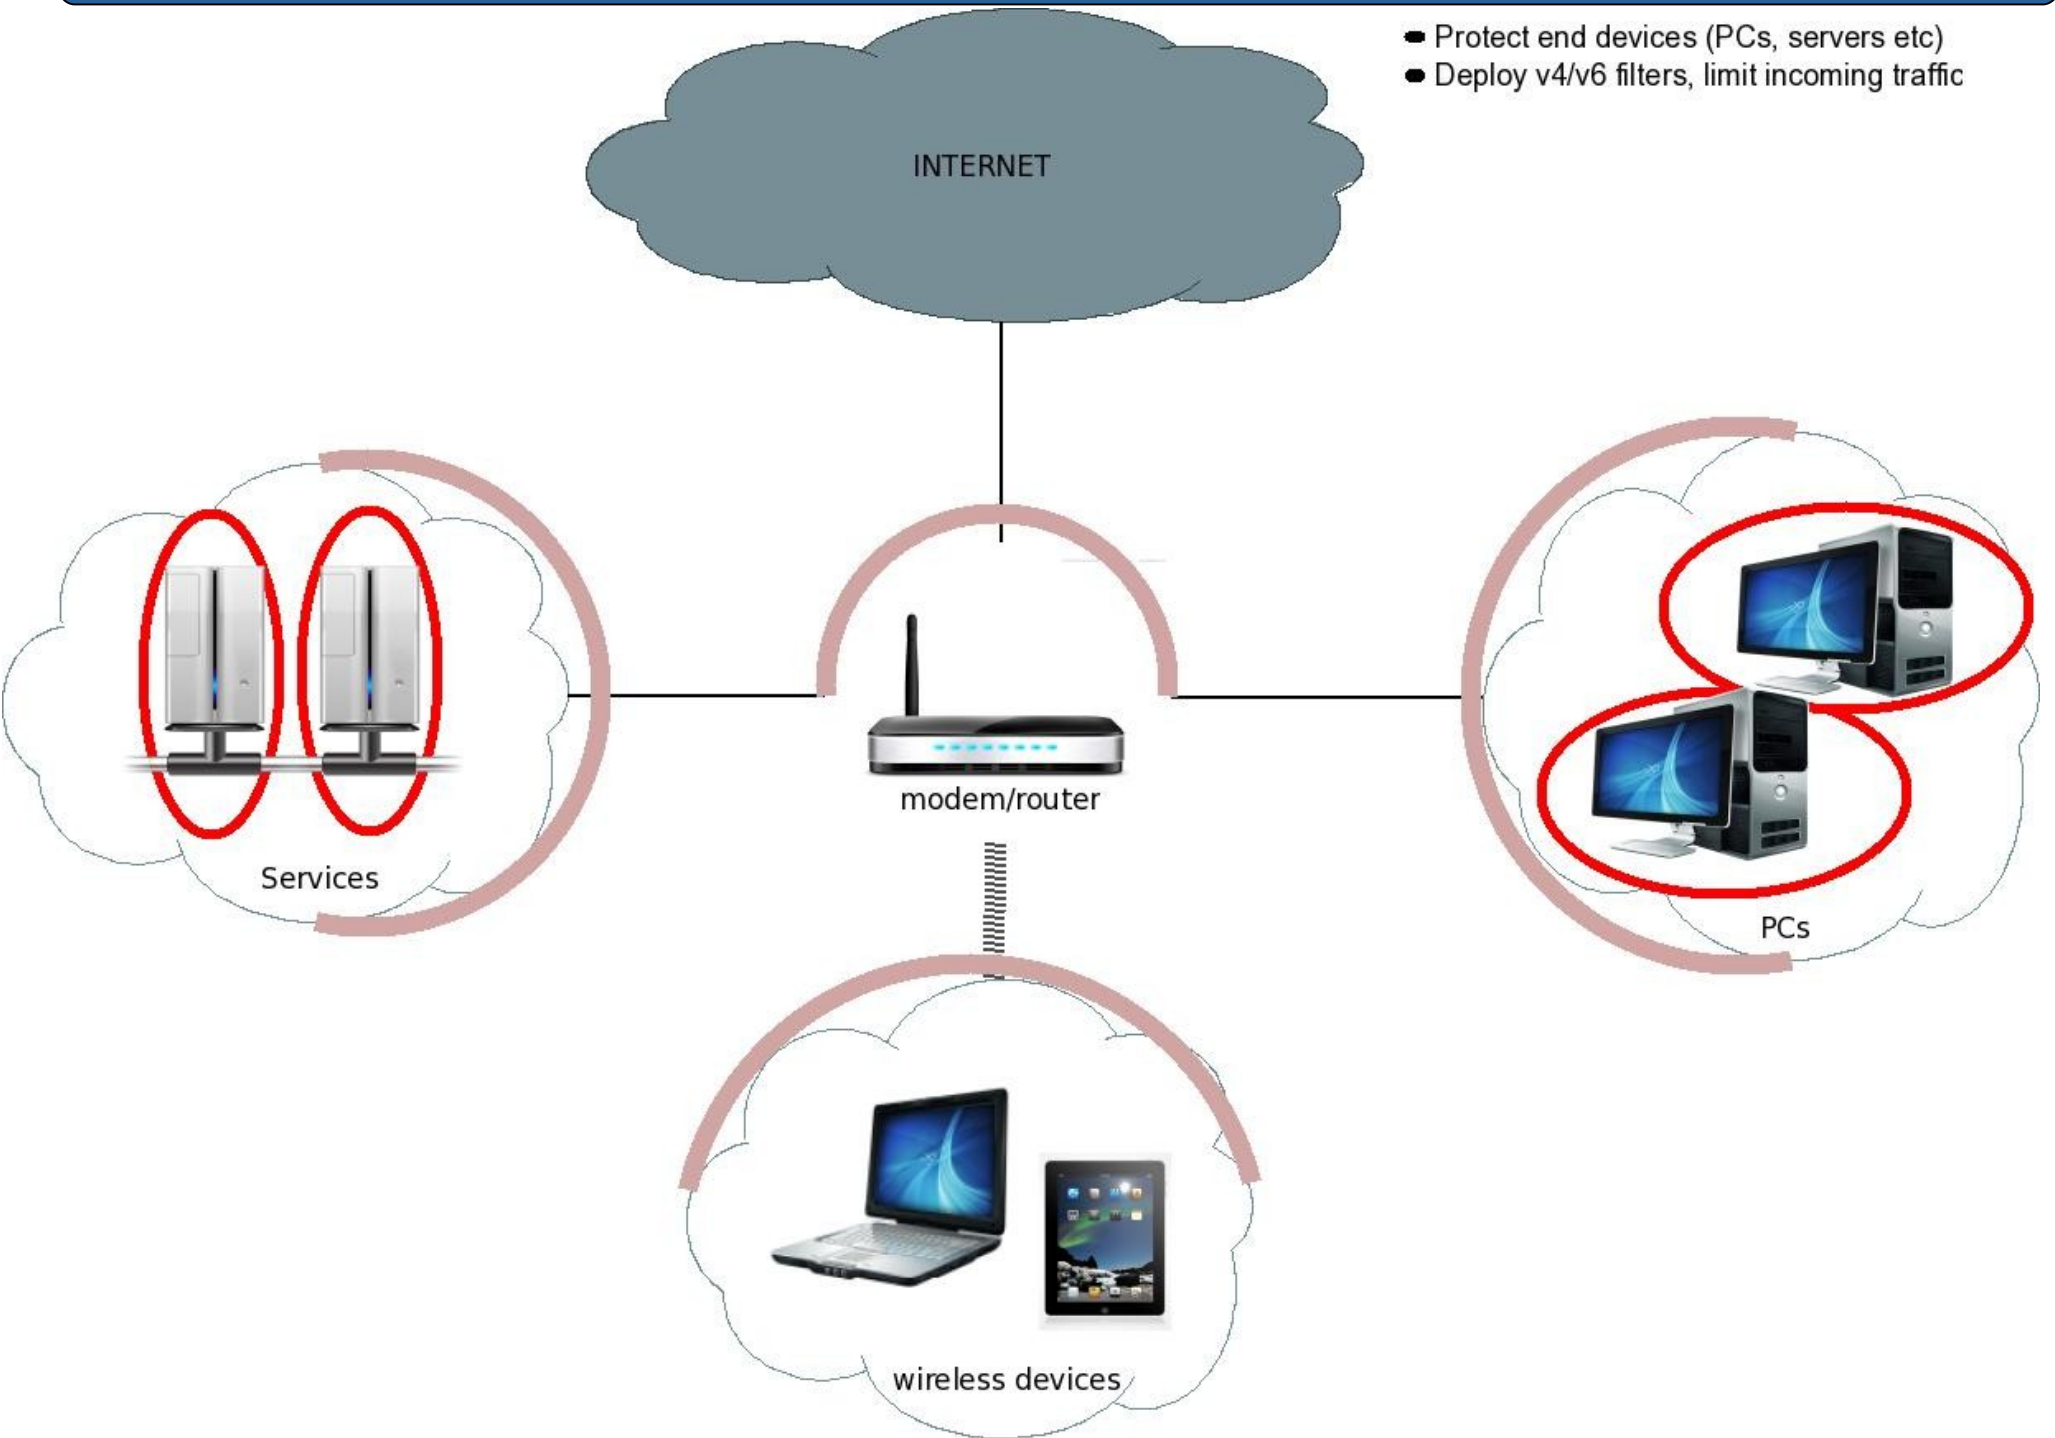 Protect end devices (PCs, servers etc)
Deploy v4/v6 filters, limit incoming traffic
INTERNET
modem/router
Services
PCs
wireless devices